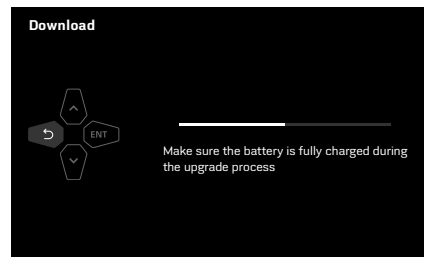 Download
ENT
Make sure the battery is fully charged during
the upgrade process